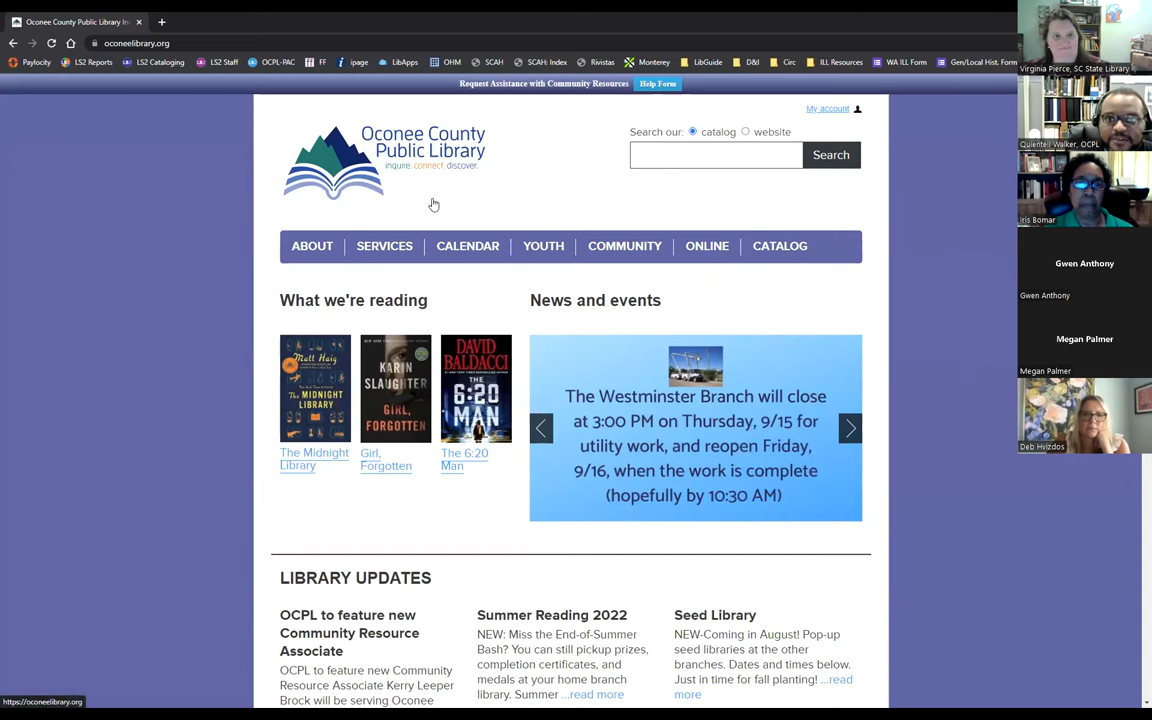 Oconee County Public Library in
oconeelibrary.org
Paylocity LS2 Reports LS2 Cataloging LS2 Staff OCPL-PAC FF ipage LibApps OHM SCAH SCAH: Index Rivistas Monterey LibGuide D&I Circ ILL Resources WA ILL Form Gen/Local Hist. Form
Request Assistance with Community Resources Help Form
My account
Oconee County
Public Library
inquire. connect. discover.
Search our: catalog website
Search
ABOUT SERVICES CALENDAR YOUTH COMMUNITY ONLINE CATALOG
What we're reading
Matt Haig
THE
MIDNIGHT
LIBRARY
KARIN
SLAUGHTER
GIRL,
FORGOTTEN
DAVID
BALDACCI
THE
6:20
MAN
The Midnight
Library
Girl,
Forgotten
The 6:20
Man
News and events
The Westminster Branch will close
at 3:00 PM on Thursday, 9/15 for
utility work, and reopen Friday,
9/16, when the work is complete
(hopefully by 10:30 AM)
LIBRARY UPDATES
OCPL to feature new
Community Resource
Associate
OCPL to feature new Community
Resource Associate Kerry Leeper
Brock will be serving Oconee
Summer Reading 2022
NEW: Miss the End-of-Summer
Bash? You can still pickup prizes,
completion certificates, and
medals at your home branch
library. Summer ...read more
Seed Library
NEW-Coming in August! Pop-up
seed libraries at the other
branches. Dates and times below.
Just in time for fall planting! ...read
more
https://oconeelibrary.org
Virginia Pierce, SC State Library
Quientell Walker, OCPL
Iris Bomar
Gwen Anthony
Gwen Anthony
Megan Palmer
Megan Palmer
Deb Hvizdos